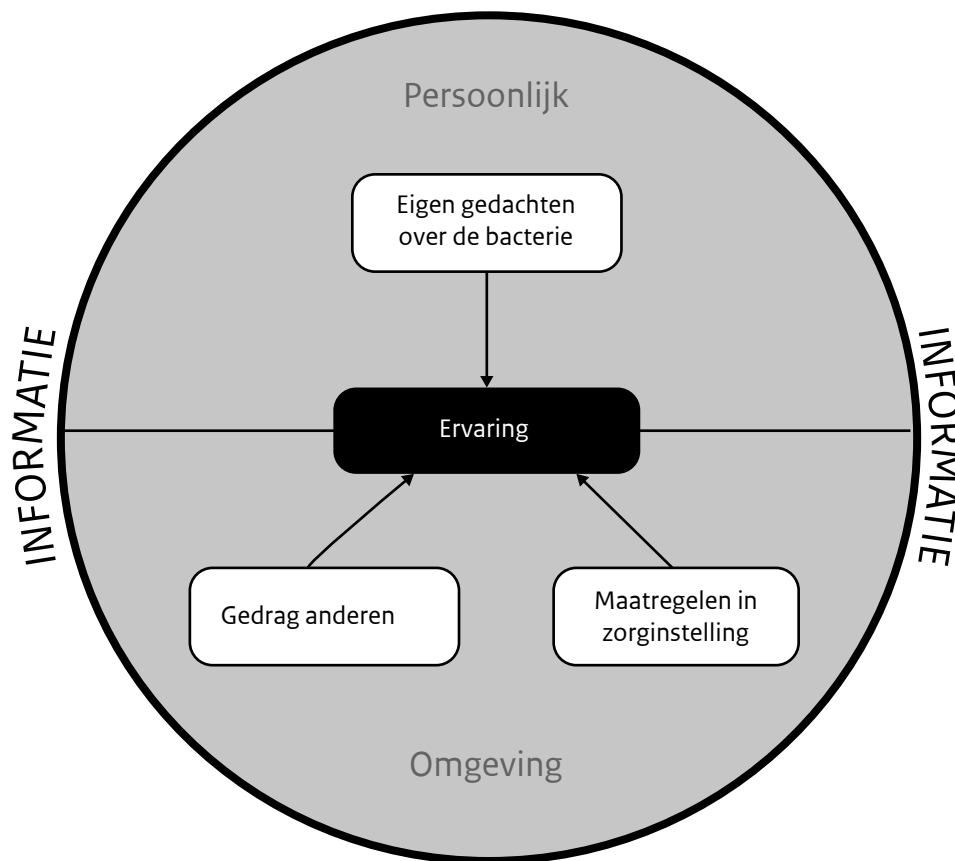 Persoonlijk
Eigen gedachten
over de bacterie
INFORMATIE
INFORMATIE
Ervaring
Gedrag anderen
Maatregelen in
zorginstelling
Omgeving